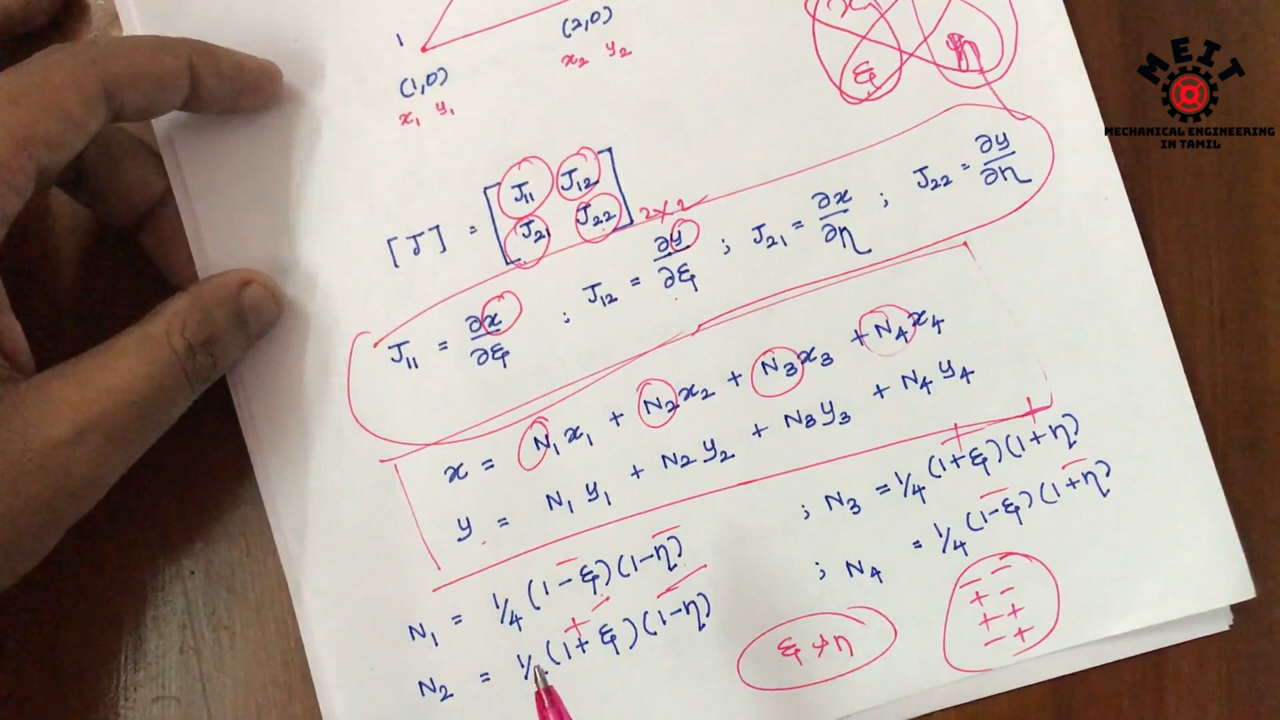 1
(2,0)
x₂ y₂
(1,0)
x₁ y₁
ξ η
MEIT
MECHANICAL ENGINEERING
IN TAMIL
[J] = [J₁₁ J₁₂
J₂₁ J₂₂] 2×2
J₁₁ = ∂x/∂ξ ; J₁₂ = ∂y/∂ξ ; J₂₁ = ∂x/∂η ; J₂₂ = ∂y/∂η
x = N₁x₁ + N₂x₂ + N₃x₃ + N₄x₄
y = N₁y₁ + N₂y₂ + N₃y₃ + N₄y₄
N₁ = 1/4 (1-ξ)(1-η) ; N₃ = 1/4 (1+ξ)(1+η)
N₂ = 1/4 (1+ξ)(1-η) ; N₄ = 1/4 (1-ξ)(1+η)
- -
+ -
+ +
- +